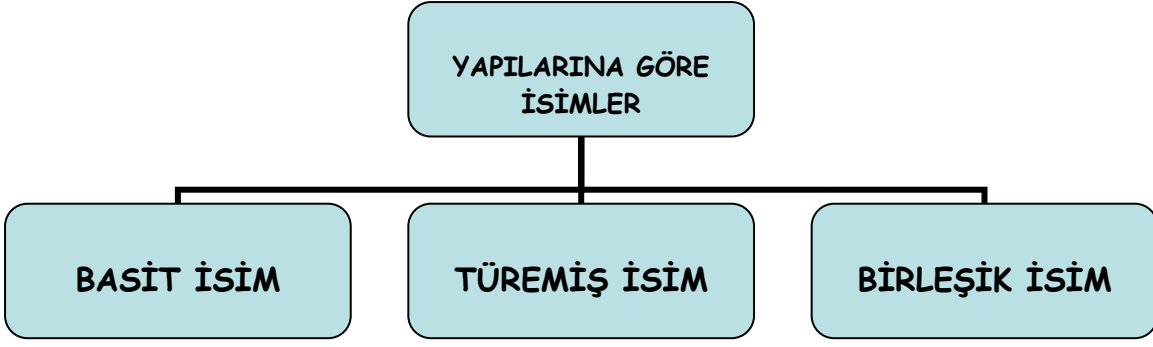 YAPILARINA GÖRE
İSİMLER
BASİT İSİM
TÜREMİŞ İSİM
BİRLEŞİK İSİM